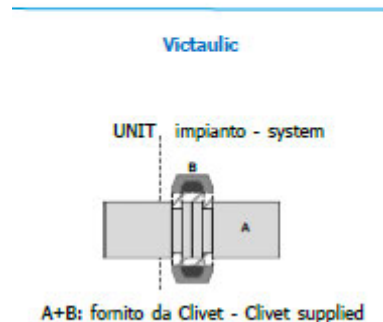 Victaulic
UNIT impianto - system
B
A
A+B: fornito da Clivet - Clivet supplied